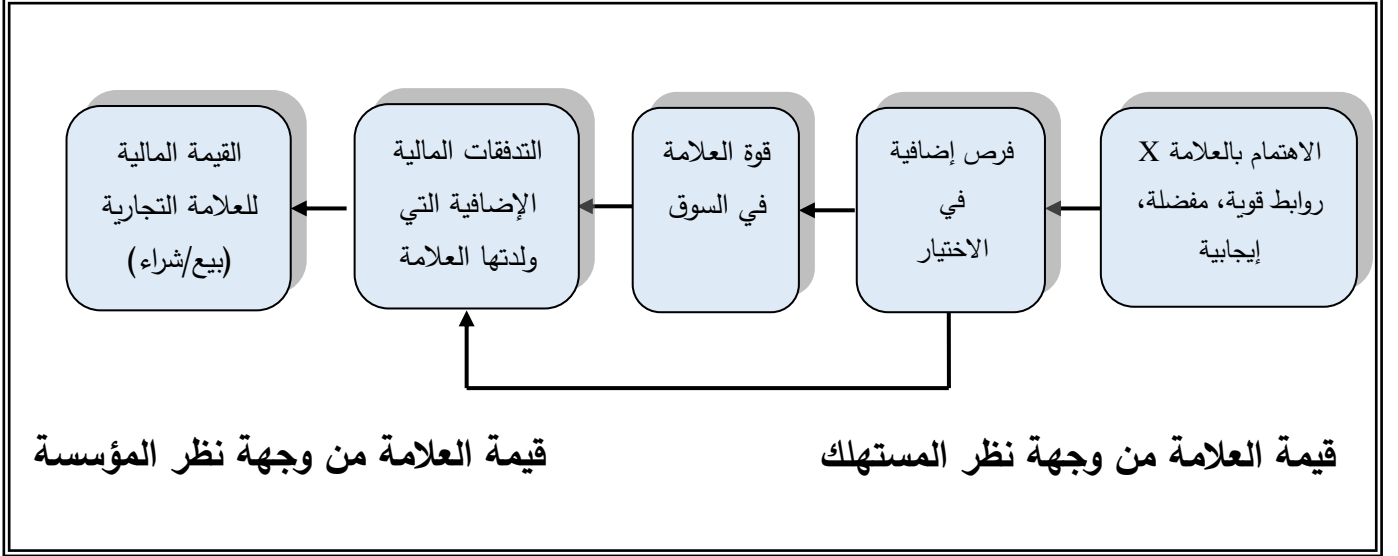 الاهتمام بالعلامة X
روابط قوية، مفضلة،
إيجابية
فرص إضافية
في
الاختيار
قوة العلامة
في السوق
التدفقات المالية
الإضافية التي
ولدتها العلامة
القيمة المالية
للعلامة التجارية
(بيع/شراء)
قيمة العلامة من وجهة نظر المستهلك
قيمة العلامة من وجهة نظر المؤسسة